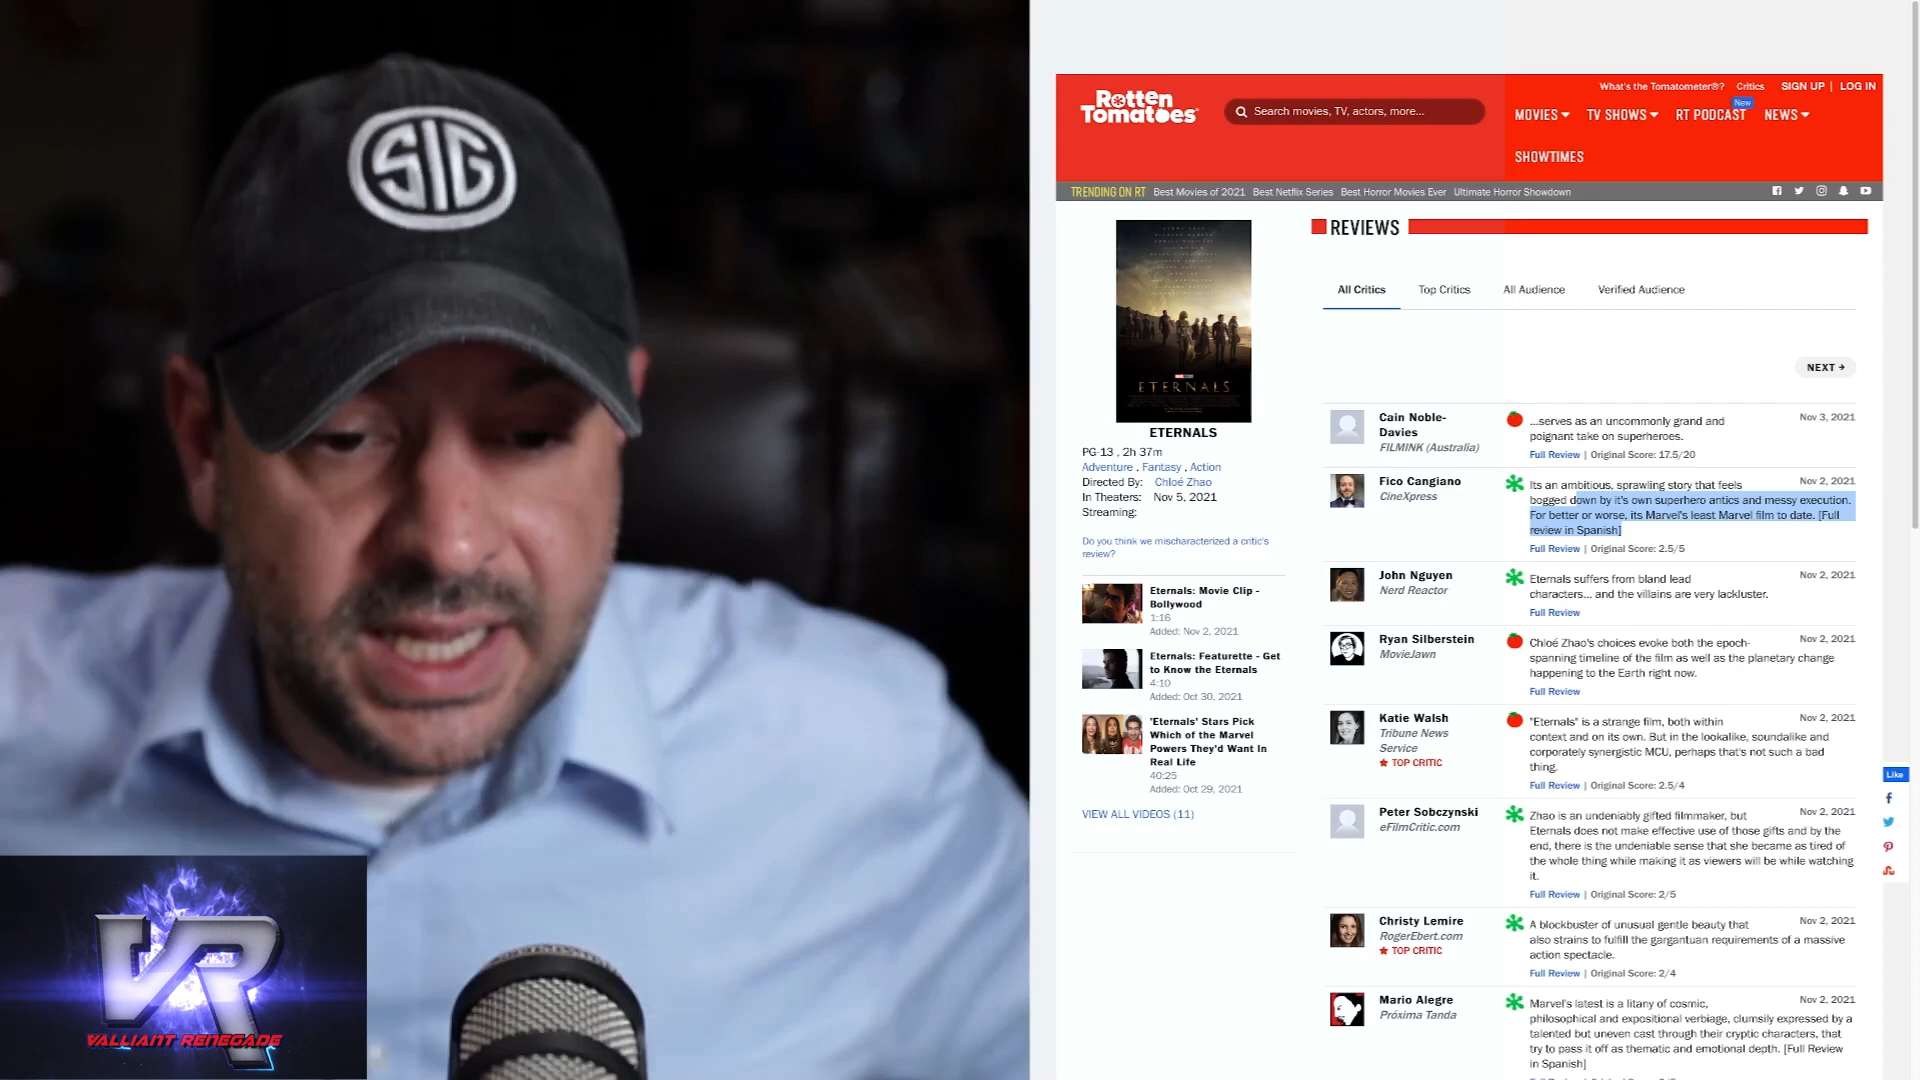 SIG
VR
VALLIANT RENEGADE
What's the Tomatometer®? Critics SIGN UP | LOG IN
Rotten
Tomatoes
Search movies, TV, actors, more...
MOVIES TV SHOWS RT PODCAST NEWS
New
SHOWTIMES
TRENDING ON RT Best Movies of 2021 Best Netflix Series Best Horror Movies Ever Ultimate Horror Showdown
ETERNALS
ETERNALS
PG-13 , 2h 37m
Adventure , Fantasy , Action
Directed By: Chloé Zhao
In Theaters: Nov 5, 2021
Streaming:
Do you think we mischaracterized a critic's
review?
Eternals: Movie Clip -
Bollywood
1:16
Added: Nov 2, 2021
Eternals: Featurette - Get
to Know the Eternals
4:10
Added: Oct 30, 2021
'Eternals' Stars Pick
Which of the Marvel
Powers They'd Want In
Real Life
40:25
Added: Oct 29, 2021
VIEW ALL VIDEOS (11)
REVIEWS
All Critics Top Critics All Audience Verified Audience
NEXT
Cain Noble-
Davies
FILMINK (Australia)
...serves as an uncommonly grand and
poignant take on superheroes.
Nov 3, 2021
Full Review | Original Score: 17.5/20
Fico Cangiano
CineXpress
Its an ambitious, sprawling story that feels
bogged down by it's own superhero antics and messy execution.
For better or worse, its Marvel's least Marvel film to date. [Full
review in Spanish]
Nov 2, 2021
Full Review | Original Score: 2.5/5
John Nguyen
Nerd Reactor
Eternals suffers from bland lead
characters... and the villains are very lackluster.
Nov 2, 2021
Full Review
Ryan Silberstein
MovieJawn
Chloé Zhao's choices evoke both the epoch-
spanning timeline of the film as well as the planetary change
happening to the Earth right now.
Nov 2, 2021
Full Review
Katie Walsh
Tribune News
Service
TOP CRITIC
"Eternals" is a strange film, both within
context and on its own. But in the lookalike, soundalike and
corporately synergistic MCU, perhaps that's not such a bad
thing.
Nov 2, 2021
Full Review | Original Score: 2.5/4
Peter Sobczynski
eFilmCritic.com
Zhao is an undeniably gifted filmmaker, but
Eternals does not make effective use of those gifts and by the
end, there is the undeniable sense that she became as tired of
the whole thing while making it as viewers will be while watching
it.
Nov 2, 2021
Full Review | Original Score: 2/5
Christy Lemire
RogerEbert.com
TOP CRITIC
A blockbuster of unusual gentle beauty that
also strains to fulfill the gargantuan requirements of a massive
action spectacle.
Nov 2, 2021
Full Review | Original Score: 2/4
Mario Alegre
Próxima Tanda
Marvel's latest is a litany of cosmic,
philosophical and expositional verbiage, clumsily expressed by a
talented but uneven cast through their cryptic characters, that
try to pass it off as thematic and emotional depth. [Full Review
in Spanish]
Nov 2, 2021
Like